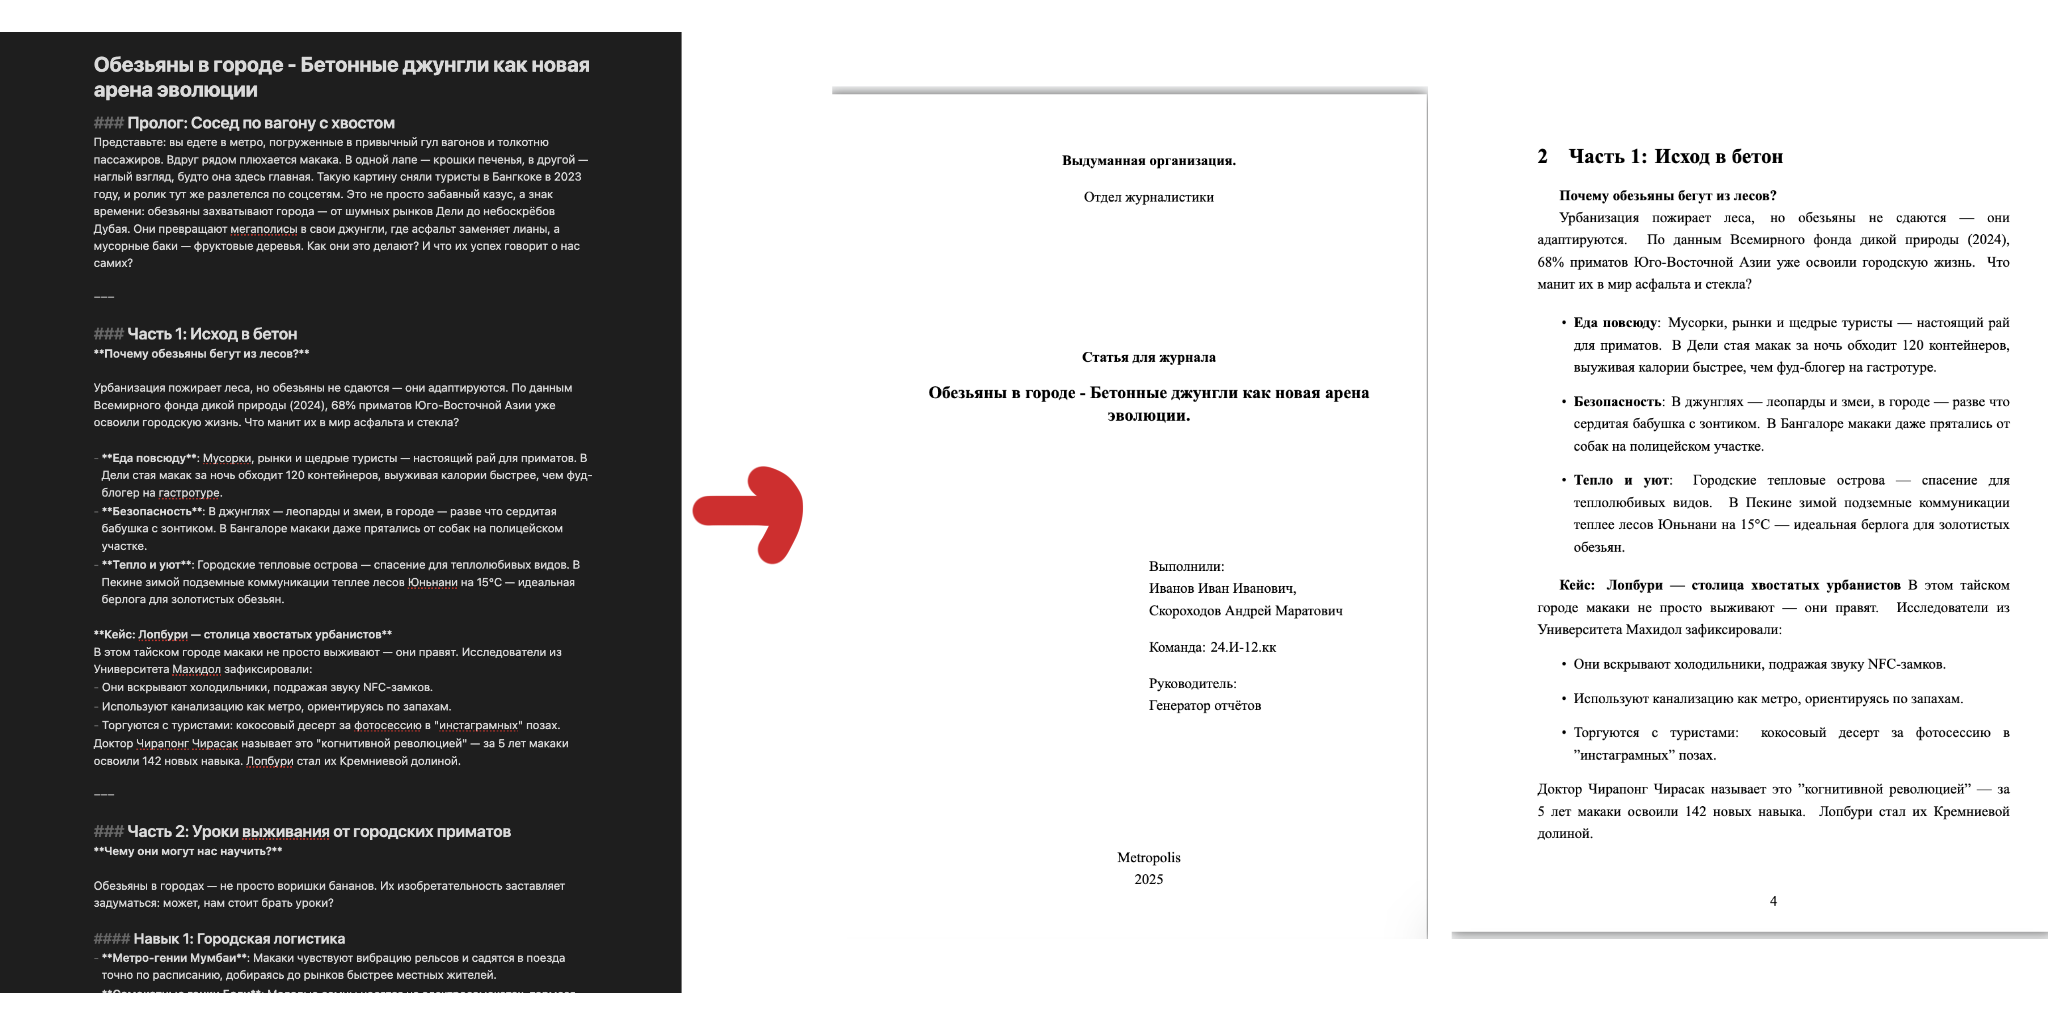 Обезьяны в городе - Бетонные джунгли как новая
арена эволюции
### Пролог: Сосед по вагону с хвостом
Представьте: вы едете в метро, погруженные в привычный гул вагонов и толкотню
пассажиров. Вдруг рядом плюхается макака. В одной лапе — крошки печенья, в другой —
наглый взгляд, будто она здесь главная. Такую картину сняли туристы в Бангкоке в 2023
году, и ролик тут же разлетелся по соцсетям. Это не просто забавный казус, а знак
времени: обезьяны захватывают города — от шумных рынков Дели до небоскрёбов
Дубая. Они превращают мегаполисы в свои джунгли, где асфальт заменяет лианы, а
мусорные баки — фруктовые деревья. Как они это делают? И что их успех говорит о нас
самих?
---
### Часть 1: Исход в бетон
**Почему обезьяны бегут из лесов?**
Урбанизация пожирает леса, но обезьяны не сдаются — они адаптируются. По данным
Всемирного фонда дикой природы (2024), 68% приматов Юго-Восточной Азии уже
освоили городскую жизнь. Что манит их в мир асфальта и стекла?
- **Еда повсюду**: Мусорки, рынки и щедрые туристы — настоящий рай для приматов. В
Дели стая макак за ночь обходит 120 контейнеров, выуживая калории быстрее, чем фуд-
блогер на гастротуре.
- **Безопасность**: В джунглях — леопарды и змеи, в городе — разве что сердитая
бабушка с зонтиком. В Бангалоре макаки даже прятались от собак на полицейском
участке.
- **Тепло и уют**: Городские тепловые острова — спасение для теплолюбивых видов. В
Пекине зимой подземные коммуникации теплее лесов Юньнани на 15°C — идеальная
берлога для золотистых обезьян.
**Кейс: Лопбури — столица хвостатых урбанистов**
В этом тайском городе макаки не просто выживают — они правят. Исследователи из
Университета Махидол зафиксировали:
- Они вскрывают холодильники, подражая звуку NFC-замков.
- Используют канализацию как метро, ориентируясь по запахам.
- Торгуются с туристами: кокосовый десерт за фотосессию в "инстаграмных" позах.
Доктор Чирапонг Чирасак называет это "когнитивной революцией" — за 5 лет макаки
освоили 142 новых навыка. Лопбури стал их Кремниевой долиной.
---
### Часть 2: Уроки выживания от городских приматов
**Чему они могут нас научить?**
Обезьяны в городах — не просто воришки бананов. Их изобретательность заставляет
задуматься: может, нам стоит брать уроки?
#### Навык 1: Городская логистика
- **Метро-гении Мумбаи**: Макаки чувствуют вибрацию рельсов и садятся в поезда
точно по расписанию, добираясь до рынков быстрее местных жителей.
Выдуманная организация.
Отдел журналистики
Статья для журнала
Обезьяны в городе - Бетонные джунгли как новая арена
эволюции.
Выполнили:
Иванов Иван Иванович,
Скороходов Андрей Маратович
Команда: 24.И-12.кк
Руководитель:
Генератор отчётов
Metropolis
2025
2 Часть 1: Исход в бетон
Почему обезьяны бегут из лесов?
Урбанизация пожирает леса, но обезьяны не сдаются — они
адаптируются. По данным Всемирного фонда дикой природы (2024),
68% приматов Юго-Восточной Азии уже освоили городскую жизнь. Что
манит их в мир асфальта и стекла?
• Еда повсюду: Мусорки, рынки и щедрые туристы — настоящий рай
для приматов. В Дели стая макак за ночь обходит 120 контейнеров,
выуживая калории быстрее, чем фуд-блогер на гастротуре.
• Безопасность: В джунглях — леопарды и змеи, в городе — разве что
сердитая бабушка с зонтиком. В Бангалоре макаки даже прятались от
собак на полицейском участке.
• Тепло и уют: Городские тепловые острова — спасение для
теплолюбивых видов. В Пекине зимой подземные коммуникации
теплее лесов Юньнани на 15°C — идеальная берлога для золотистых
обезьян.
Кейс: Лопбури — столица хвостатых урбанистов В этом тайском
городе макаки не просто выживают — они правят. Исследователи из
Университета Махидол зафиксировали:
• Они вскрывают холодильники, подражая звуку NFC-замков.
• Используют канализацию как метро, ориентируясь по запахам.
• Торгуются с туристами: кокосовый десерт за фотосессию в
”инстаграмных” позах.
Доктор Чирапонг Чирасак называет это ”когнитивной революцией” — за
5 лет макаки освоили 142 новых навыка. Лопбури стал их Кремниевой
долиной.
4